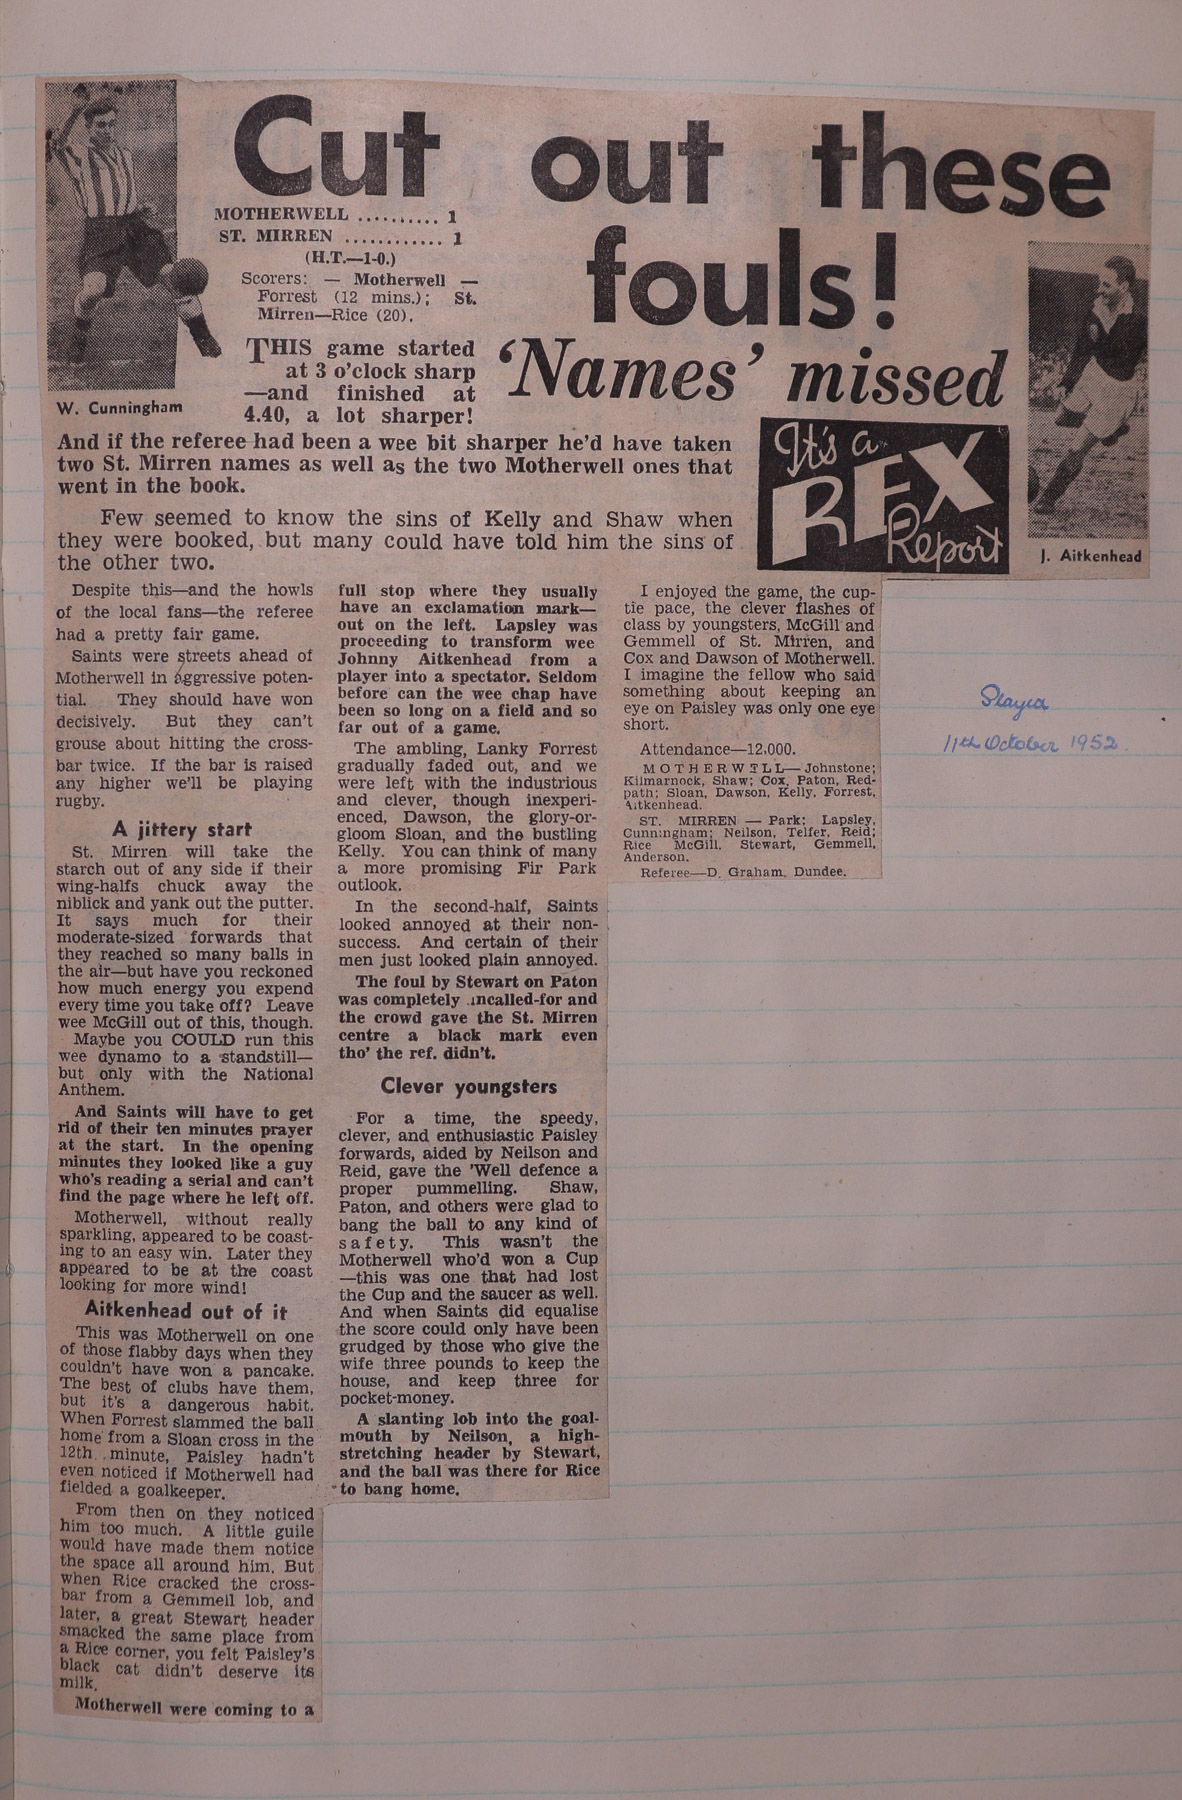 Cut out these
fouls!
'Names' missed
MOTHERWELL .......... 1
ST. MIRREN ............ 1
(H.T.—1-0.)
Scorers: — Motherwell —
Forrest (12 mins.); St.
Mirren—Rice (20).
W. Cunningham
THIS game started
at 3 o'clock sharp
—and finished at
4.40, a lot sharper!
And if the referee had been a wee bit sharper he'd have taken
two St. Mirren names as well as the two Motherwell ones that
went in the book.
Few seemed to know the sins of Kelly and Shaw when
they were booked, but many could have told him the sins of
the other two.
It's a
REX
Report
J. Aitkenhead
Despite this—and the howls
of the local fans—the referee
had a pretty fair game.
Saints were streets ahead of
Motherwell in aggressive poten-
tial. They should have won
decisively. But they can't
grouse about hitting the cross-
bar twice. If the bar is raised
any higher we'll be playing
rugby.
A jittery start
St. Mirren will take the
starch out of any side if their
wing-halfs chuck away the
niblick and yank out the putter.
It says much for their
moderate-sized forwards that
they reached so many balls in
the air—but have you reckoned
how much energy you expend
every time you take off? Leave
wee McGill out of this, though.
Maybe you COULD run this
wee dynamo to a standstill—
but only with the National
Anthem.
And Saints will have to get
rid of their ten minutes prayer
at the start. In the opening
minutes they looked like a guy
who's reading a serial and can't
find the page where he left off.
Motherwell, without really
sparkling, appeared to be coast-
ing to an easy win. Later they
appeared to be at the coast
looking for more wind!
Aitkenhead out of it
This was Motherwell on one
of those flabby days when they
couldn't have won a pancake.
The best of clubs have them,
but it's a dangerous habit.
When Forrest slammed the ball
home from a Sloan cross in the
12th minute, Paisley hadn't
even noticed if Motherwell had
fielded a goalkeeper.
From then on they noticed
him too much. A little guile
would have made them notice
the space all around him. But
when Rice cracked the cross-
bar from a Gemmell lob, and
later, a great Stewart header
smacked the same place from
a Rice corner, you felt Paisley's
black cat didn't deserve its
milk.
Motherwell were coming to a
full stop where they usually
have an exclamation mark—
out on the left. Lapsley was
proceeding to transform wee
Johnny Aitkenhead from a
player into a spectator. Seldom
before can the wee chap have
been so long on a field and so
far out of a game.
The ambling, Lanky Forrest
gradually faded out, and we
were left with the industrious
and clever, though inexperi-
enced, Dawson, the glory-or-
gloom Sloan, and the bustling
Kelly. You can think of many
a more promising Fir Park
outlook.
In the second-half, Saints
looked annoyed at their non-
success. And certain of their
men just looked plain annoyed.
The foul by Stewart on Paton
was completely uncalled-for and
the crowd gave the St. Mirren
centre a black mark even
tho' the ref. didn't.
Clever youngsters
For a time, the speedy,
clever, and enthusiastic Paisley
forwards, aided by Neilson and
Reid, gave the 'Well defence a
proper pummelling. Shaw,
Paton, and others were glad to
bang the ball to any kind of
safety. This wasn't the
Motherwell who'd won a Cup
—this was one that had lost
the Cup and the saucer as well.
And when Saints did equalise
the score could only have been
grudged by those who give the
wife three pounds to keep the
house, and keep three for
pocket-money.
A slanting lob into the goal-
mouth by Neilson, a high-
stretching header by Stewart,
and the ball was there for Rice
to bang home.
I enjoyed the game, the cup-
tie pace, the clever flashes of
class by youngsters, McGill and
Gemmell of St. Mirren, and
Cox and Dawson of Motherwell.
I imagine the fellow who said
something about keeping an
eye on Paisley was only one eye
short.
Attendance—12,000.
MOTHERWELL—Johnstone;
Kilmarnock, Shaw; Cox, Paton, Red-
path; Sloan, Dawson, Kelly, Forrest,
Aitkenhead.
ST. MIRREN — Park; Lapsley,
Cunningham; Neilson, Telfer, Reid;
Rice McGill, Stewart, Gemmell,
Anderson.
Referee—D. Graham, Dundee.
Played
11th October 1952.